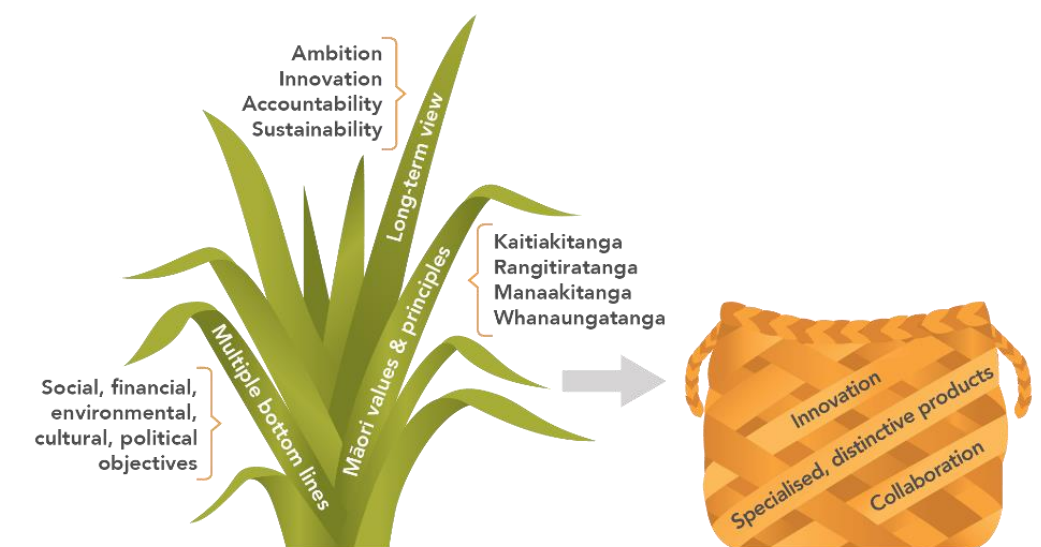 Ambition
Innovation
Accountability
Sustainability
Long-term view
Kaitiakitanga
Rangitiratanga
Manaakitanga
Whanaungatanga
Māori values & principles
Multiple bottom lines
Social, financial,
environmental,
cultural, political
objectives
Innovation
Specialised, distinctive products
Collaboration